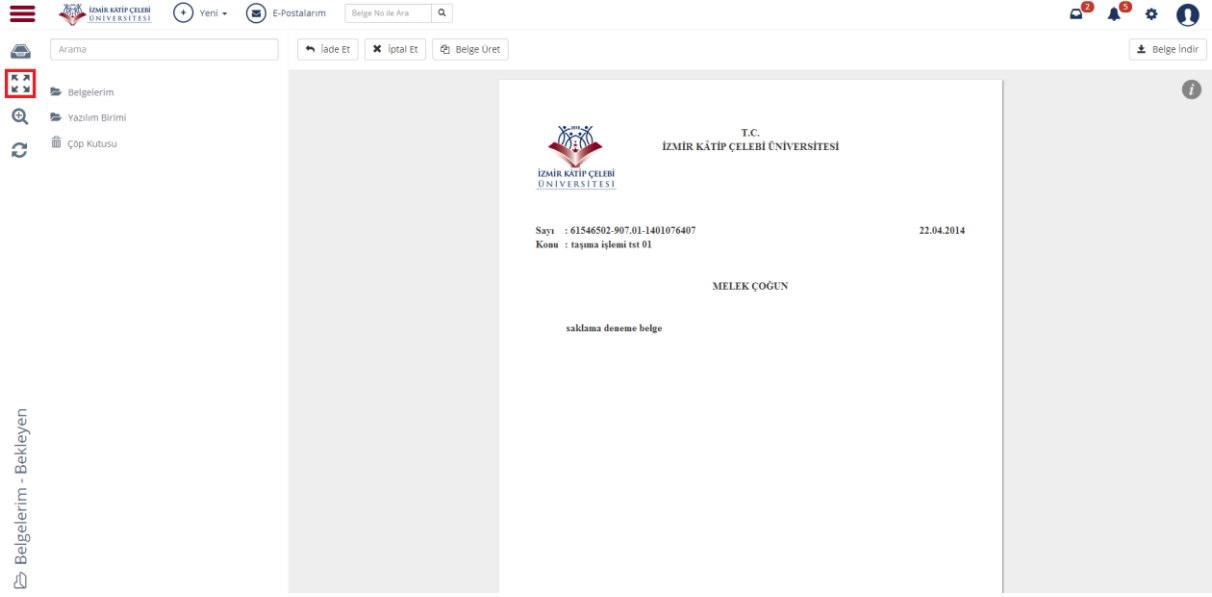 İZMİR KATİP ÇELEBİ
ÜNİVERSİTESİ
Yeni
E-Postalarım
Belge No ile Ara
2
5
Arama
İade Et
İptal Et
Belge Üret
Belge İndir
Belgelerim
Yazılım Birimi
Çöp Kutusu
Belgelerim - Bekleyen
i
2010
İZMİR KATİP ÇELEBİ
ÜNİVERSİTESİ
T.C.
İZMİR KÂTİP ÇELEBİ ÜNİVERSİTESİ
Sayı : 61546502-907.01-1401076407 22.04.2014
Konu : taşıma işlemi tst 01
MELEK ÇOĞUN
saklama deneme belge